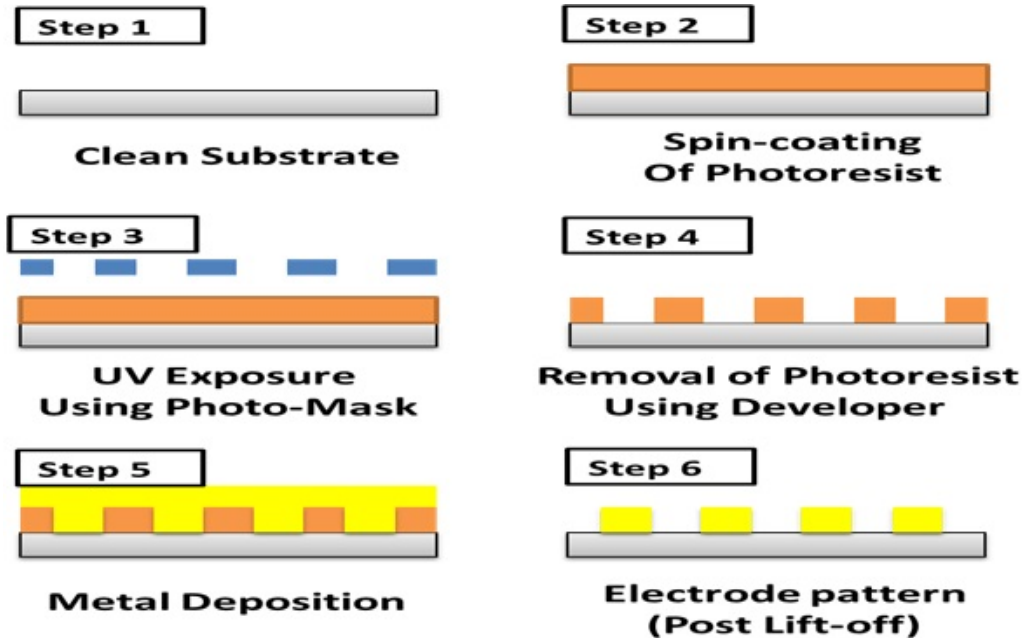 Step 1
Clean Substrate
Step 2
Spin-coating
Of Photoresist
Step 3
UV Exposure
Using Photo-Mask
Step 4
Removal of Photoresist
Using Developer
Step 5
Metal Deposition
Step 6
Electrode pattern
(Post Lift-off)